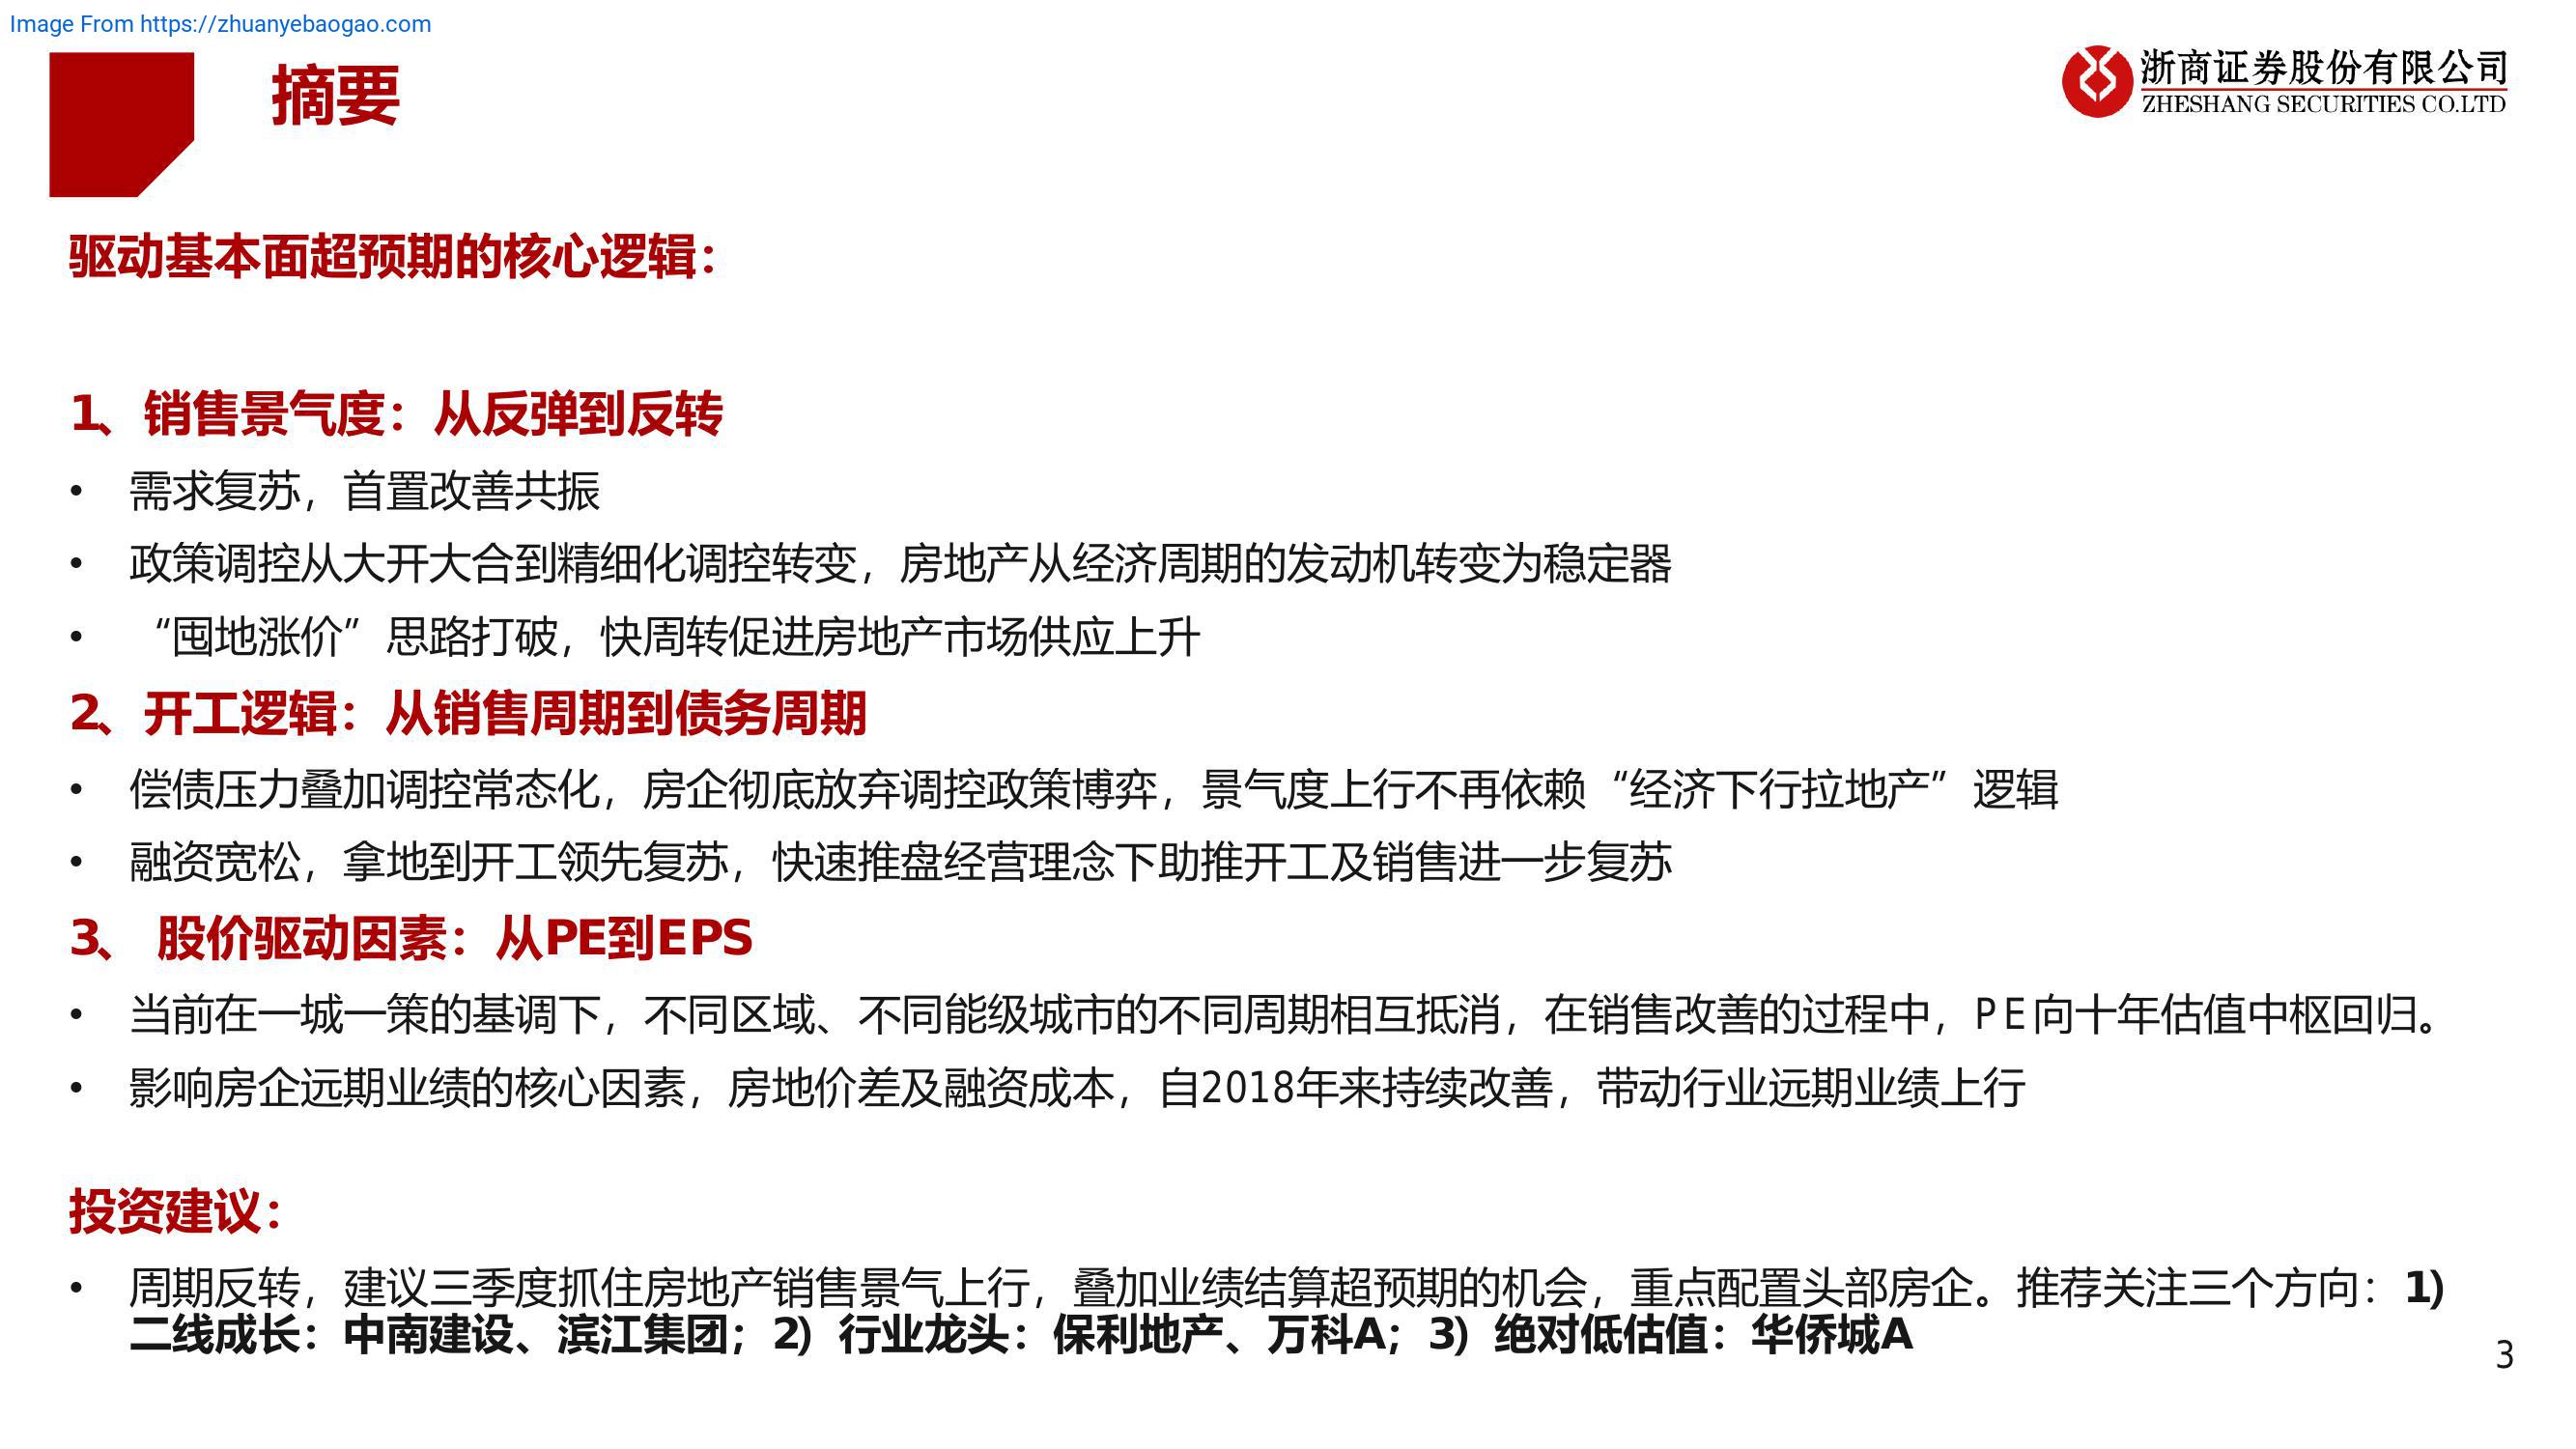 Image From https://zhuanyebaogao.com
摘要
浙商证券股份有限公司
ZHESHANG SECURITIES CO.LTD
驱动基本面超预期的核心逻辑：
1、销售景气度：从反弹到反转
• 需求复苏，首置改善共振
• 政策调控从大开大合到精细化调控转变，房地产从经济周期的发动机转变为稳定器
• “囤地涨价”思路打破，快周转促进房地产市场供应上升
2、开工逻辑：从销售周期到债务周期
• 偿债压力叠加调控常态化，房企彻底放弃调控政策博弈，景气度上行不再依赖“经济下行拉地产”逻辑
• 融资宽松，拿地到开工领先复苏，快速推盘经营理念下助推开工及销售进一步复苏
3、 股价驱动因素：从PE到EPS
• 当前在一城一策的基调下，不同区域、不同能级城市的不同周期相互抵消，在销售改善的过程中，PE向十年估值中枢回归。
• 影响房企远期业绩的核心因素，房地价差及融资成本，自2018年来持续改善，带动行业远期业绩上行
投资建议：
• 周期反转，建议三季度抓住房地产销售景气上行，叠加业绩结算超预期的机会，重点配置头部房企。推荐关注三个方向：1)
二线成长：中南建设、滨江集团；2）行业龙头：保利地产、万科A；3）绝对低估值：华侨城A
3